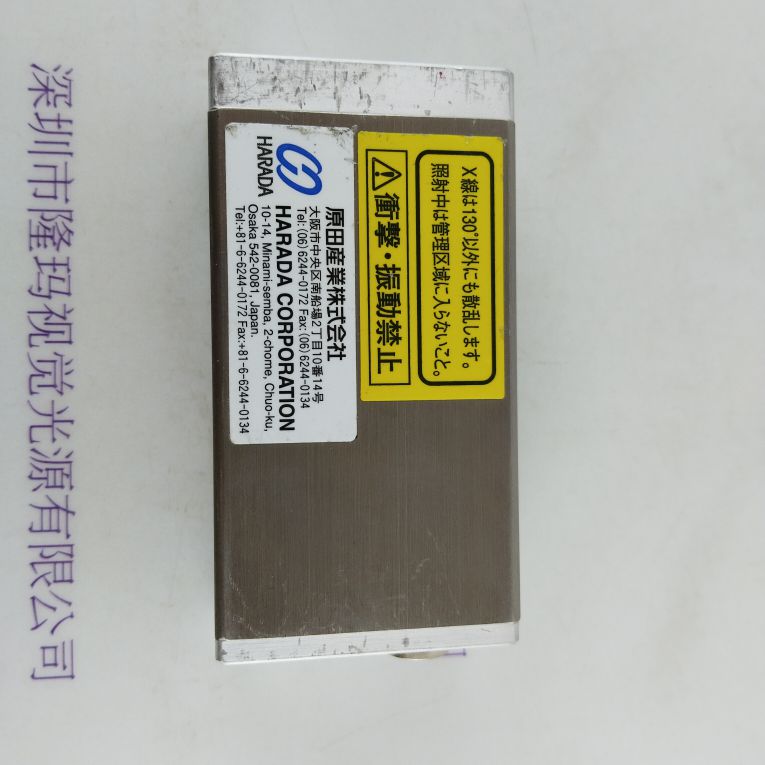 X線は130°以外にも散乱します。
照射中は管理区域に入らないこと。
⚠衝撃・振動禁止
HARADA
原田産業株式会社
大阪市中央区南船場2丁目10番14号
Tel:(06)6244-0172 Fax:(06)6244-0134
HARADA CORPORATION
10-14, Minami-semba, 2-chome, Chuo-ku,
Osaka 542-0081, Japan.
Tel:+81-6-6244-0172 Fax:+81-6-6244-0134
深圳市隆玛视觉光源有限公司